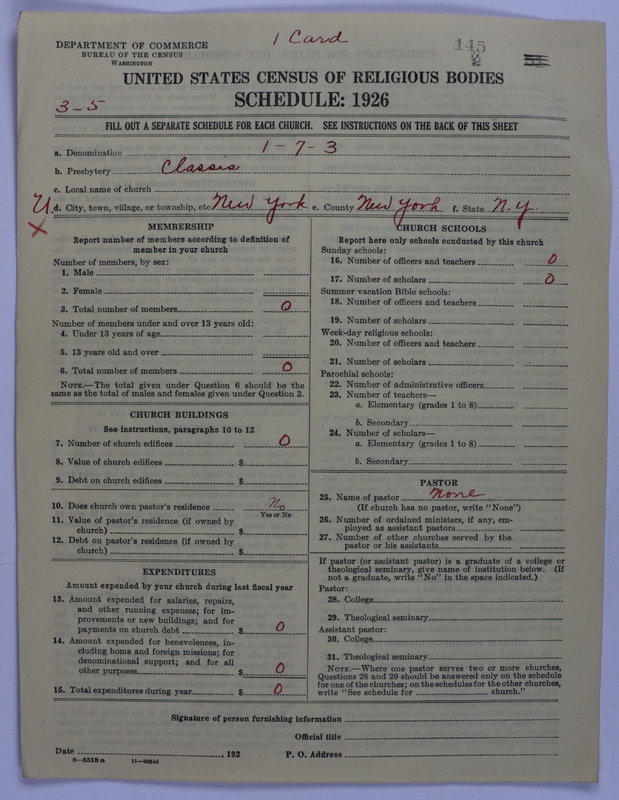 1 Card
145
2
DEPARTMENT OF COMMERCE
BUREAU OF THE CENSUS
WASHINGTON
UNITED STATES CENSUS OF RELIGIOUS BODIES
SCHEDULE: 1926
3-5
FILL OUT A SEPARATE SCHEDULE FOR EACH CHURCH. SEE INSTRUCTIONS ON THE BACK OF THIS SHEET
a. Denomination 1-7-3
b. Presbytery Classis
c. Local name of church
U d. City, town, village, or township, etc New York e. County New York f. State N.Y.
X
MEMBERSHIP
Report number of members according to definition of
member in your church
Number of members, by sex:
1. Male
2. Female
3. Total number of members 0
Number of members under and over 13 years old:
4. Under 13 years of age
5. 13 years old and over
6. Total number of members 0
NOTE.—The total given under Question 6 should be the
same as the total of males and females given under Question 3.
CHURCH BUILDINGS
See instructions, paragraphs 10 to 12
7. Number of church edifices 0
8. Value of church edifices $
9. Debt on church edifices $
10. Does church own pastor's residence No
Yes or No
11. Value of pastor's residence (if owned by
church) $
12. Debt on pastor's residence (if owned by
church) $
EXPENDITURES
Amount expended by your church during last fiscal year
13. Amount expended for salaries, repairs,
and other running expenses; for im-
provements or new buildings; and for
payments on church debt $ 0
14. Amount expended for benevolences, in-
cluding home and foreign missions; for
denominational support; and for all
other purposes $ 0
15. Total expenditures during year $ 0
CHURCH SCHOOLS
Report here only schools conducted by this church
Sunday schools:
16. Number of officers and teachers 0
17. Number of scholars 0
Summer vacation Bible schools:
18. Number of officers and teachers
19. Number of scholars
Week-day religious schools:
20. Number of officers and teachers
21. Number of scholars
Parochial schools:
22. Number of administrative officers
23. Number of teachers—
a. Elementary (grades 1 to 8)
b. Secondary
24. Number of scholars—
a. Elementary (grades 1 to 8)
b. Secondary
PASTOR
25. Name of pastor None
(If church has no pastor, write "None")
26. Number of ordained ministers, if any, em-
ployed as assistant pastors
27. Number of other churches served by the
pastor or his assistants
If pastor (or assistant pastor) is a graduate of a college or
theological seminary, give name of institution below. (If
not a graduate, write "No" in the space indicated.)
Pastor:
28. College
29. Theological seminary
Assistant pastor:
30. College
31. Theological seminary
NOTE.—Where one pastor serves two or more churches,
Questions 28 and 29 should be answered only on the schedule
for one of the churches; on the schedules for the other churches,
write "See schedule for church."
Signature of person furnishing information
Official title
Date , 192 P. O. Address
8—5518 a